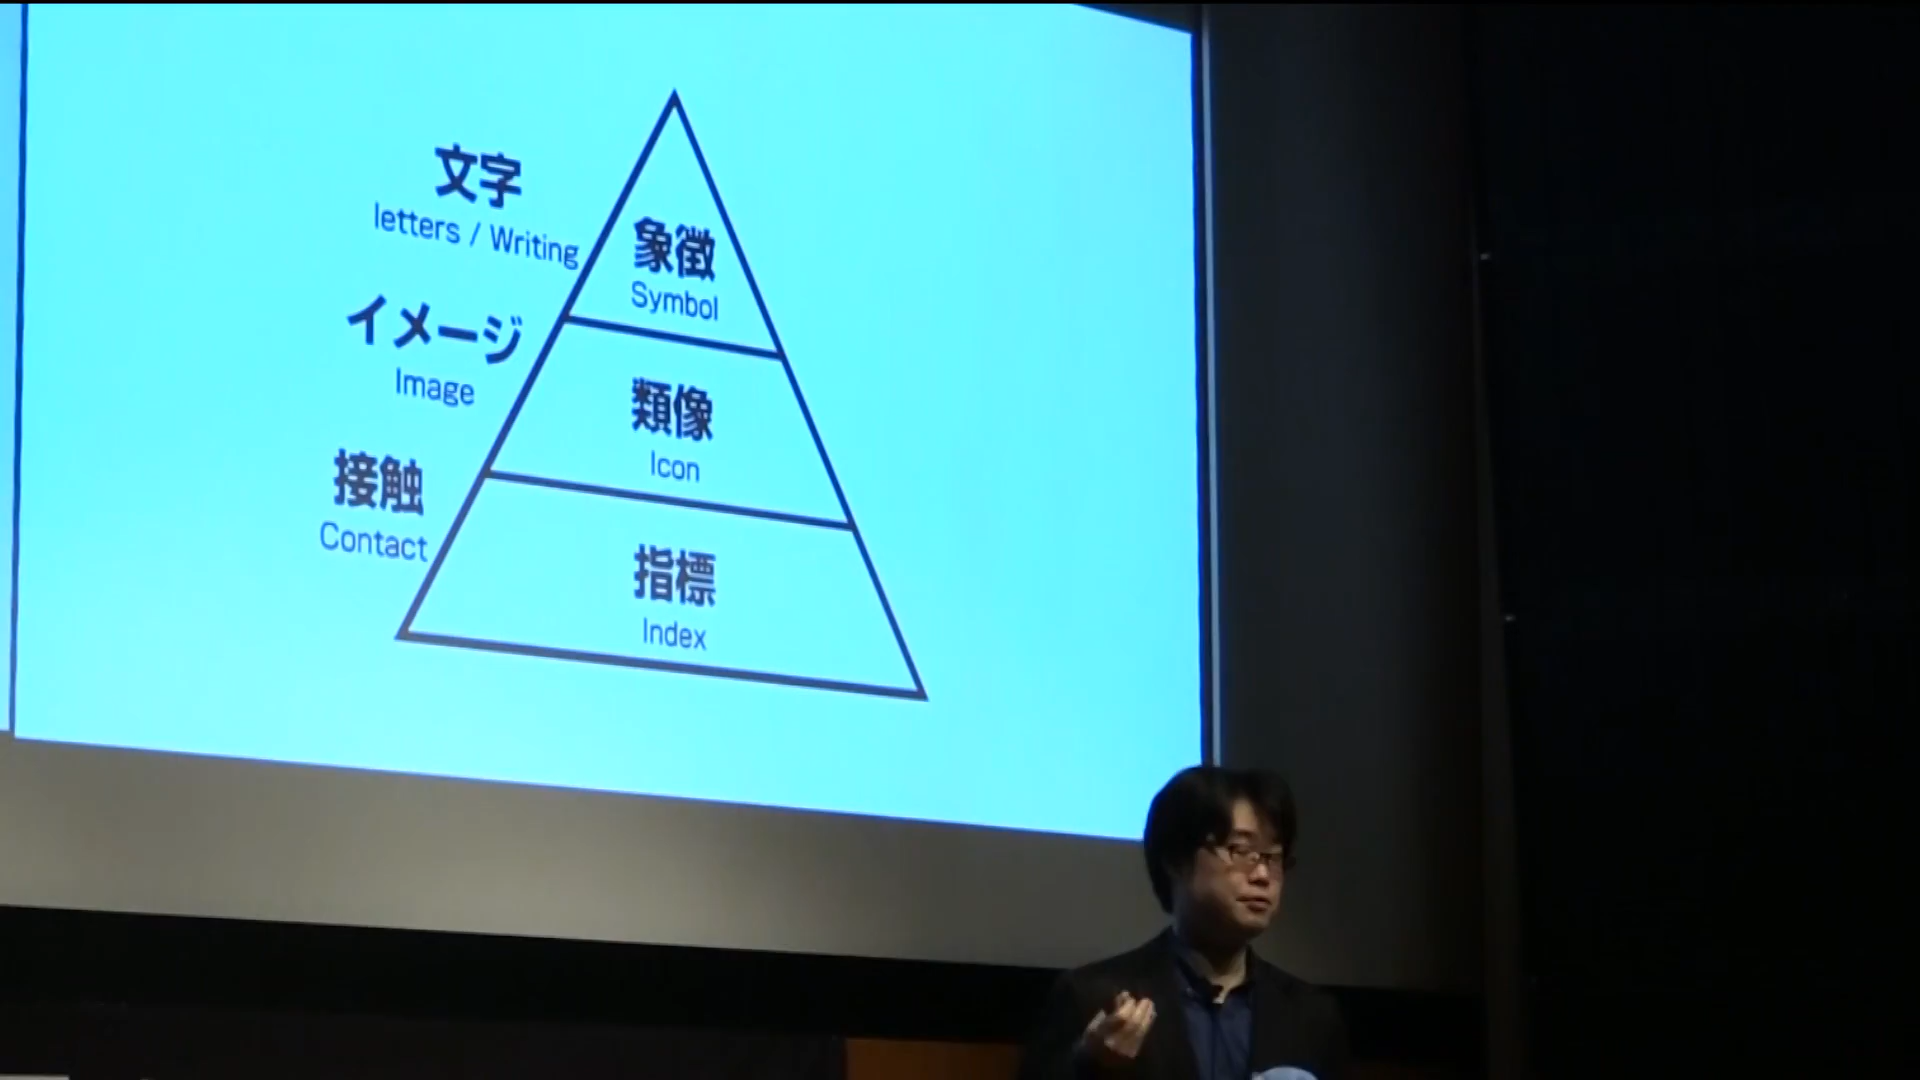 文字
letters / Writing
象徴
Symbol
イメージ
Image
類像
Icon
接触
Contact
指標
Index